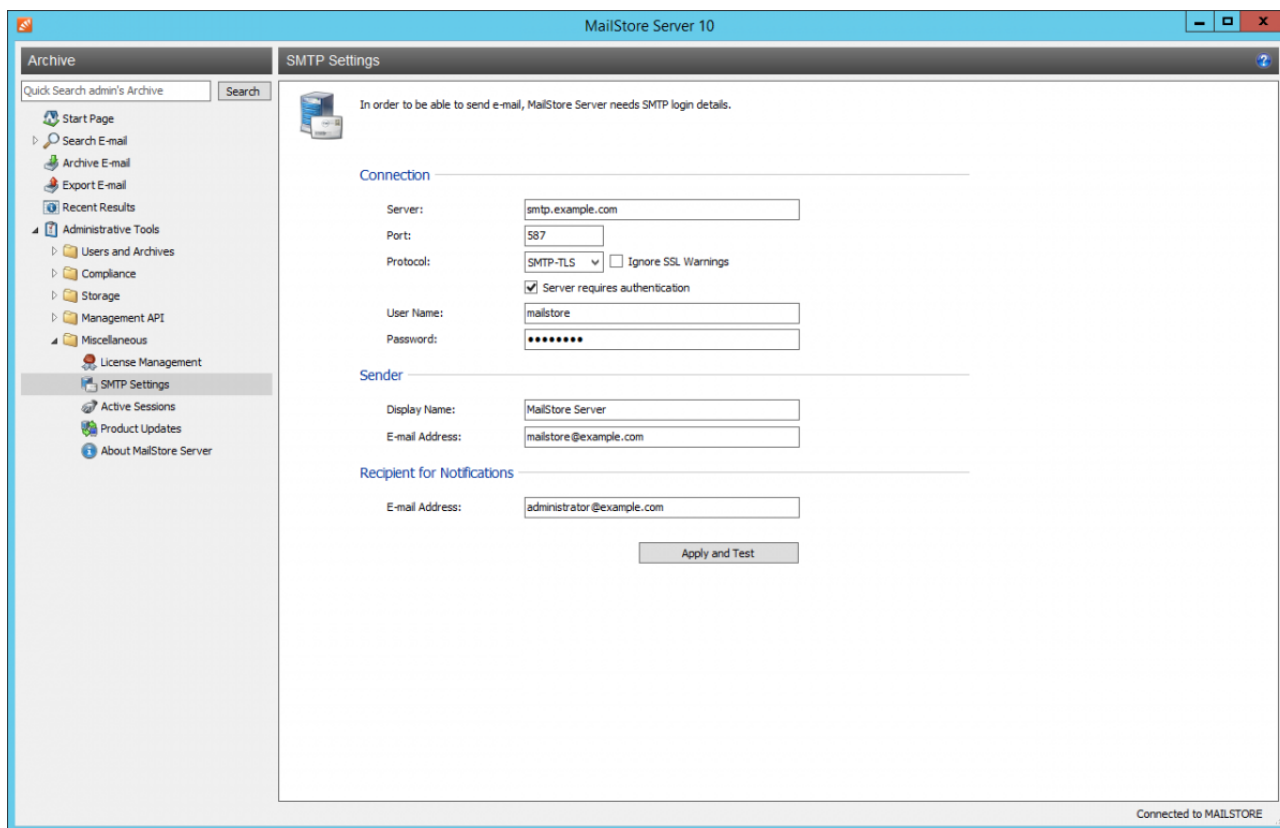 MailStore Server 10
Archive
Quick Search admin's Archive
Search
Start Page
Search E-mail
Archive E-mail
Export E-mail
Recent Results
Administrative Tools
Users and Archives
Compliance
Storage
Management API
Miscellaneous
License Management
SMTP Settings
Active Sessions
Product Updates
About MailStore Server
SMTP Settings
In order to be able to send e-mail, MailStore Server needs SMTP login details.
Connection
Server: smtp.example.com
Port: 587
Protocol: SMTP-TLS Ignore SSL Warnings
Server requires authentication
User Name: mailstore
Password: ••••••••
Sender
Display Name: MailStore Server
E-mail Address: mailstore@example.com
Recipient for Notifications
E-mail Address: administrator@example.com
Apply and Test
Connected to MAILSTORE